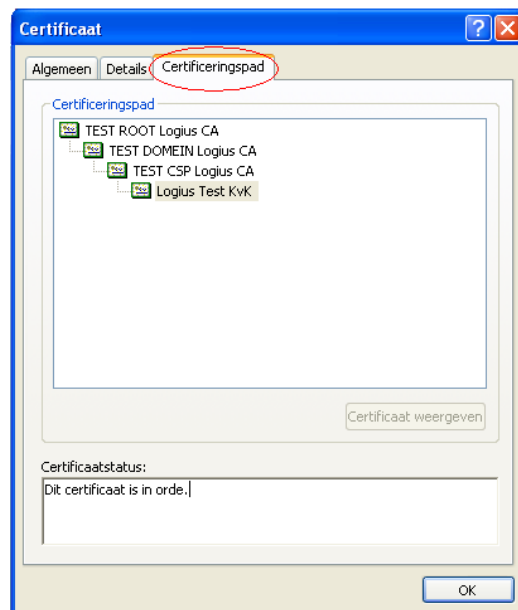 Certificaat
Algemeen Details Certificeringspad
Certificeringspad
TEST ROOT Logius CA
TEST DOMEIN Logius CA
TEST CSP Logius CA
Logius Test KvK
Certificaat weergeven
Certificaatstatus:
Dit certificaat is in orde.
OK